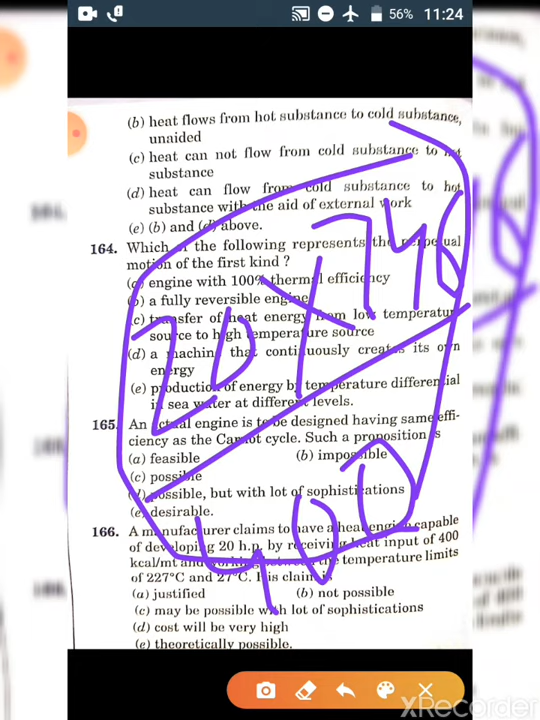 56% 11:24
(b) heat flows from hot substance to cold substance,
unaided
(c) heat can not flow from cold substance to hot
substance
(d) heat can flow from cold substance to hot
substance with the aid of external work
(e) (b) and (d) above.
164. Which of the following represents the perpetual
motion of the first kind ?
(a) engine with 100% thermal efficiency
(b) a fully reversible engine
(c) transfer of heat energy from low temperature
source to high temperature source
(d) a machine that continuously creates its own
energy
(e) production of energy by temperature differential
in sea water at different levels.
165. An actual engine is to be designed having same effi-
ciency as the Carnot cycle. Such a proposition is
(a) feasible (b) impossible
(c) possible
(d) possible, but with lot of sophistications
(e) desirable.
166. A manufacturer claims to have a heat engine capable
of developing 20 h.p. by receiving heat input of 400
kcal/mt and working between the temperature limits
of 227°C and 27°C. His claim is
(a) justified (b) not possible
(c) may be possible with lot of sophistications
(d) cost will be very high
(e) theoretically possible.
20 x 746
400
XRecorder